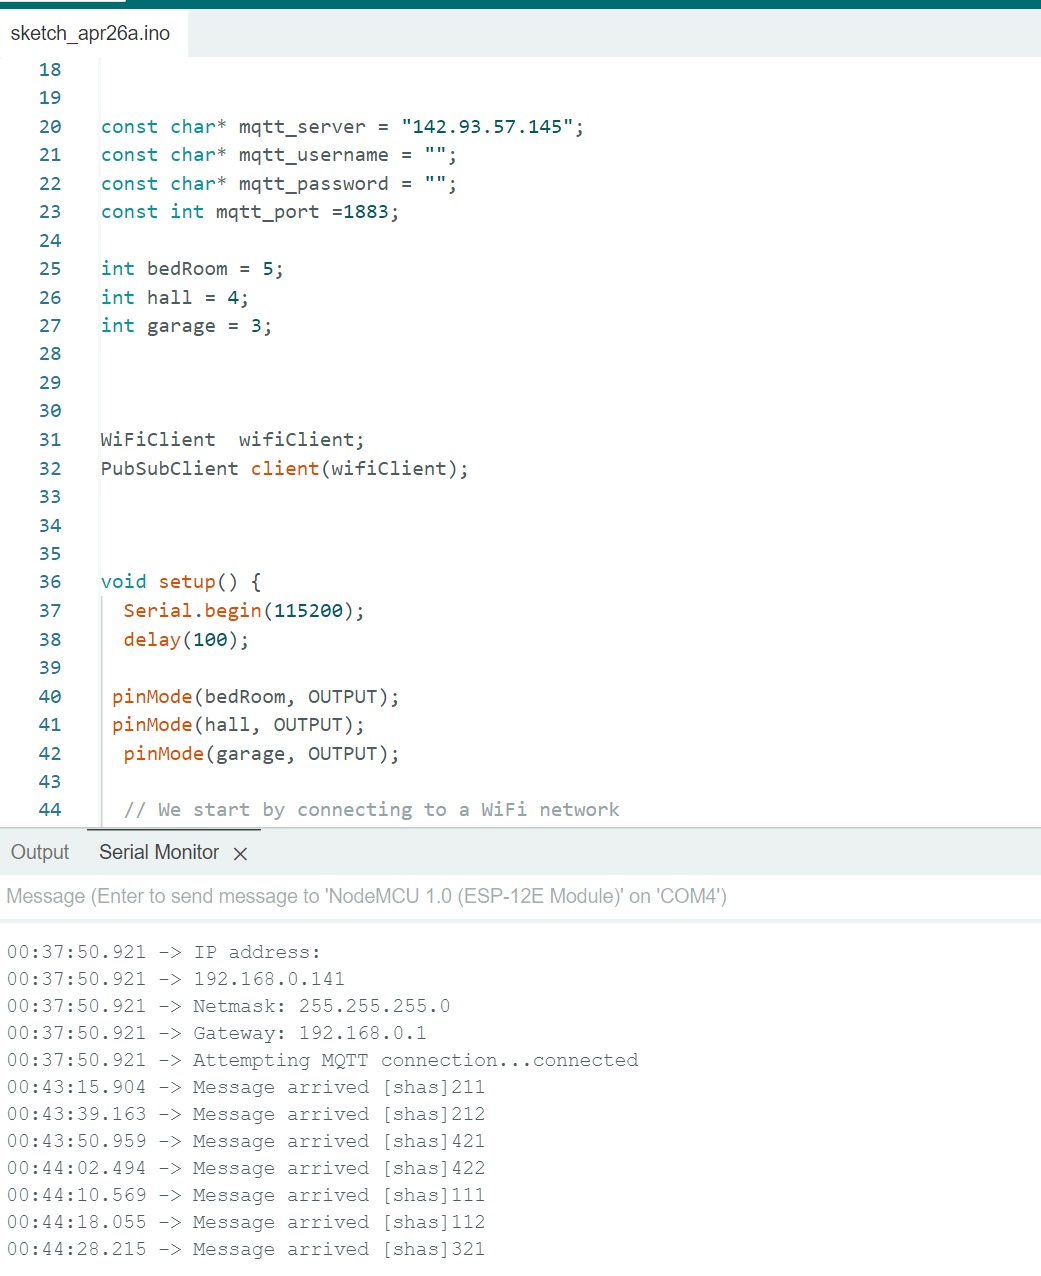 sketch_apr26a.ino
18
19
20 const char* mqtt_server = "142.93.57.145";
21 const char* mqtt_username = "";
22 const char* mqtt_password = "";
23 const int mqtt_port =1883;
24
25 int bedRoom = 5;
26 int hall = 4;
27 int garage = 3;
28
29
30
31 WiFiClient  wifiClient;
32 PubSubClient client(wifiClient);
33
34
35
36 void setup() {
37   Serial.begin(115200);
38   delay(100);
39
40  pinMode(bedRoom, OUTPUT);
41  pinMode(hall, OUTPUT);
42   pinMode(garage, OUTPUT);
43
44   // We start by connecting to a WiFi network
Output Serial Monitor ×
Message (Enter to send message to 'NodeMCU 1.0 (ESP-12E Module)' on 'COM4')
00:37:50.921 -> IP address:
00:37:50.921 -> 192.168.0.141
00:37:50.921 -> Netmask: 255.255.255.0
00:37:50.921 -> Gateway: 192.168.0.1
00:37:50.921 -> Attempting MQTT connection...connected
00:43:15.904 -> Message arrived [shas]211
00:43:39.163 -> Message arrived [shas]212
00:43:50.959 -> Message arrived [shas]421
00:44:02.494 -> Message arrived [shas]422
00:44:10.569 -> Message arrived [shas]111
00:44:18.055 -> Message arrived [shas]112
00:44:28.215 -> Message arrived [shas]321